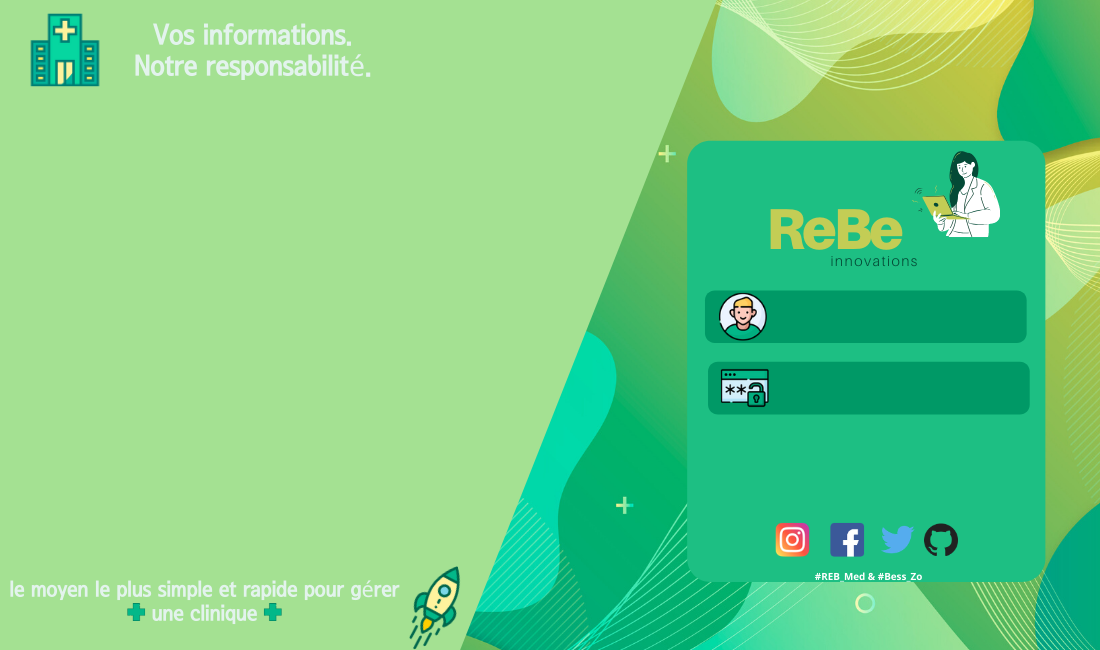 Vos informations.
Notre responsabilité.
ReBe
innovations
**
#REB_Med & #Bess_Zo
le moyen le plus simple et rapide pour gérer
une clinique